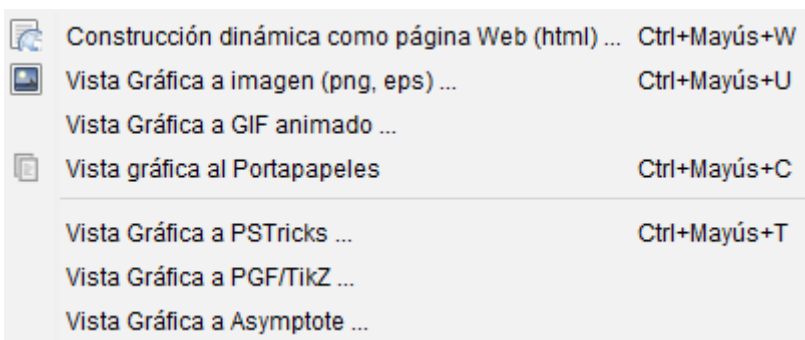 Construcción dinámica como página Web (html) ... Ctrl+Mayús+W
Vista Gráfica a imagen (png, eps) ... Ctrl+Mayús+U
Vista Gráfica a GIF animado ...
Vista gráfica al Portapapeles Ctrl+Mayús+C
Vista Gráfica a PSTricks ... Ctrl+Mayús+T
Vista Gráfica a PGF/TikZ ...
Vista Gráfica a Asymptote ...